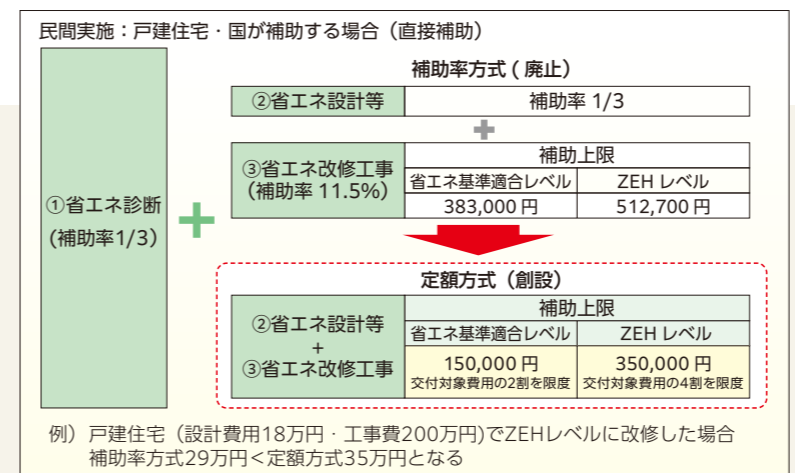 民間実施：戸建住宅・国が補助する場合（直接補助）
①省エネ診断
(補助率1/3)
補助率方式 ( 廃止）
②省エネ設計等
補助率 1/3
③省エネ改修工事
(補助率 11.5%)
補助上限
省エネ基準適合レベル
ZEH レベル
383,000 円
512,700 円
定額方式（創設）
②省エネ設計等
+
③省エネ改修工事
補助上限
省エネ基準適合レベル
ZEH レベル
150,000 円
交付対象費用の2割を限度
350,000 円
交付対象費用の4割を限度
例）戸建住宅（設計費用18万円・工事費200万円)でZEHレベルに改修した場合
補助率方式29万円＜定額方式35万円となる